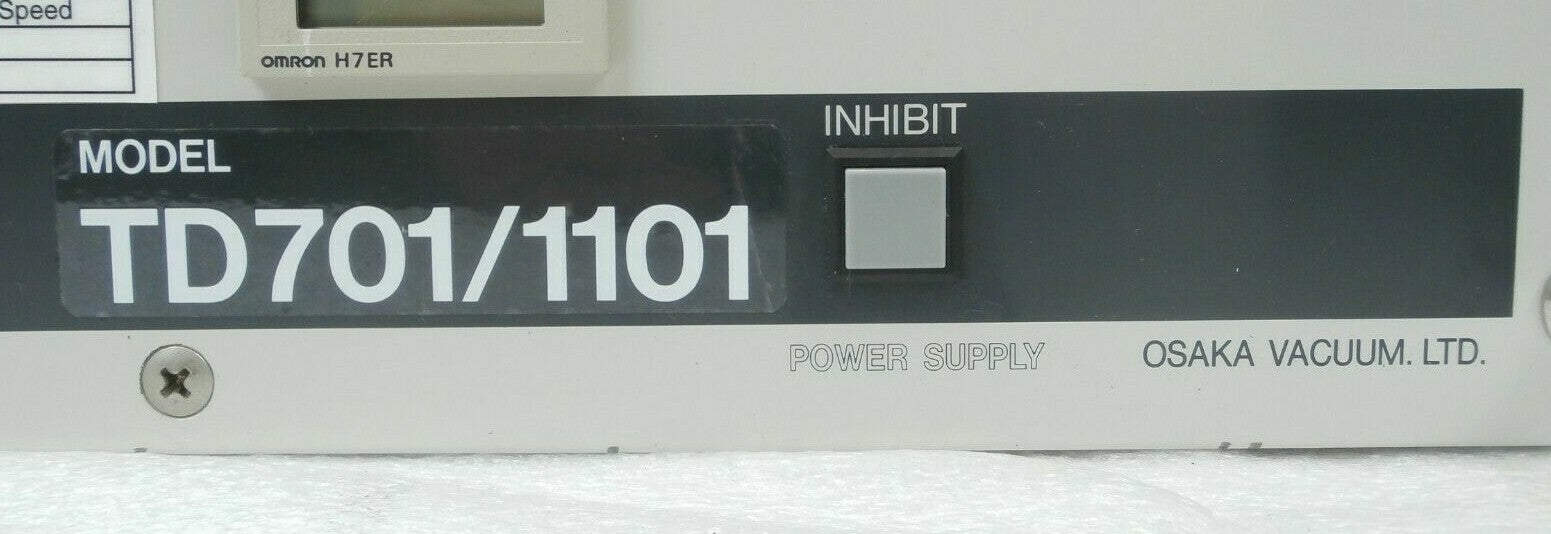 Speed
OMRON H7ER
INHIBIT
MODEL
TD701/1101
POWER SUPPLY OSAKA VACUUM. LTD.